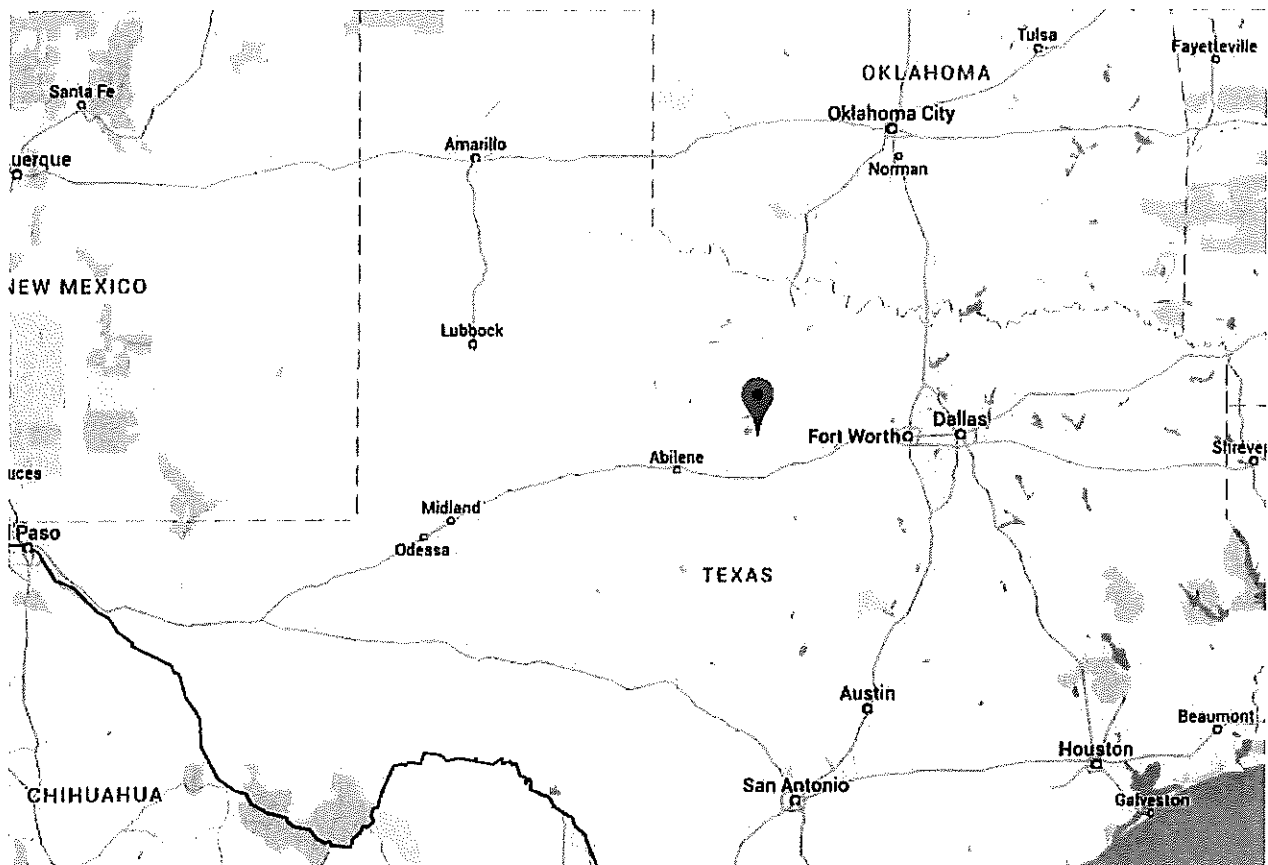 Tulsa
Fayetteville
OKLAHOMA
Santa Fe
Oklahoma City
Amarillo
uerque
Norman
NEW MEXICO
Lubbock
Dallas
Fort Worth
Abilene
Shrevep
uces
Midland
l Paso
Odessa
TEXAS
Austin
Beaumont
Houston
San Antonio
CHIHUAHUA
Galveston